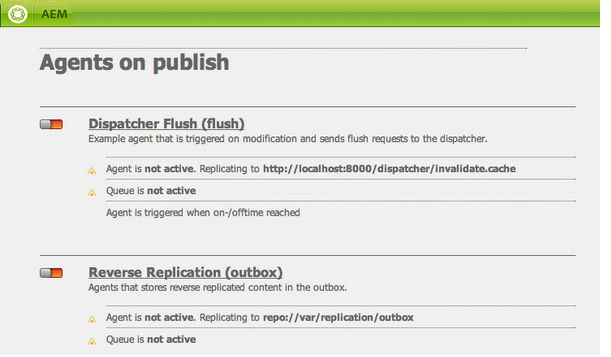 AEM
Agents on publish
Dispatcher Flush (flush)
Example agent that is triggered on modification and sends flush requests to the dispatcher.
Agent is not active. Replicating to http://localhost:8000/dispatcher/invalidate.cache
Queue is not active
Agent is triggered when on-/offtime reached
Reverse Replication (outbox)
Agents that stores reverse replicated content in the outbox.
Agent is not active. Replicating to repo://var/replication/outbox
Queue is not active